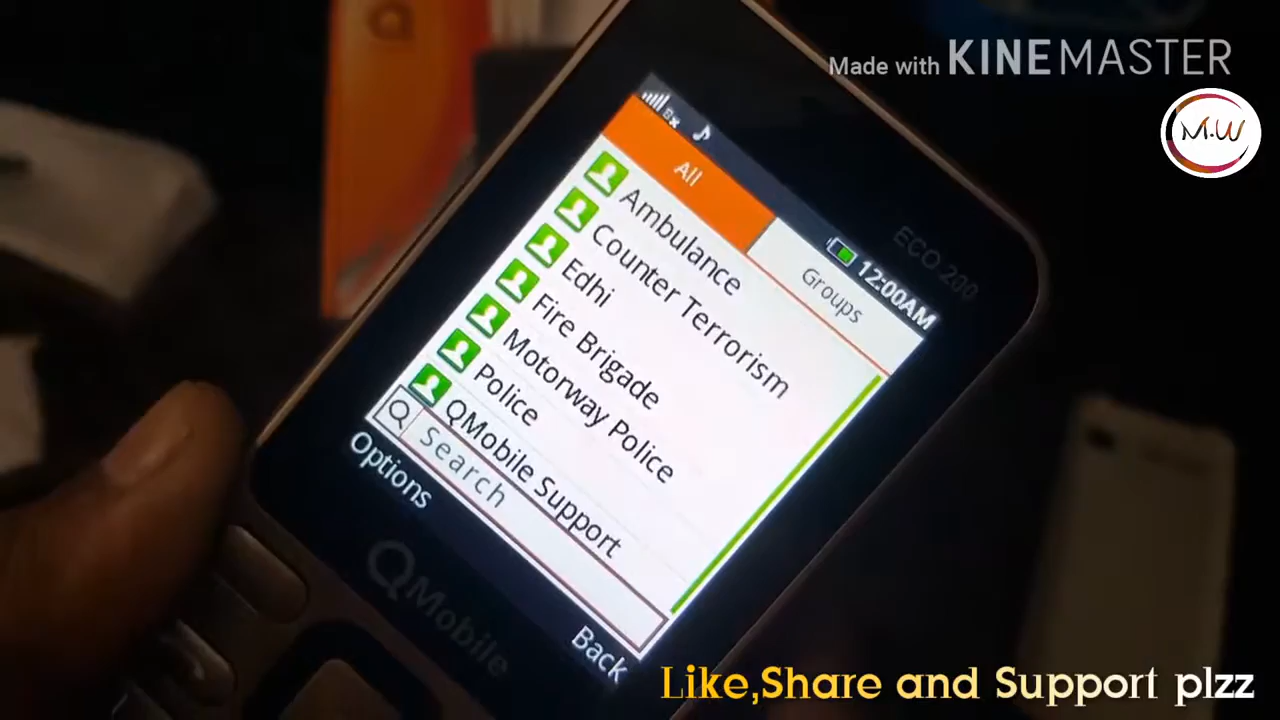 Made with KINEMASTER
M.W
ECO 200
12:00AM
All
Groups
Ambulance
Counter Terrorism
Edhi
Fire Brigade
Motorway Police
Police
QMobile Support
search
Options
Back
QMobile
Like,Share and Support plzz